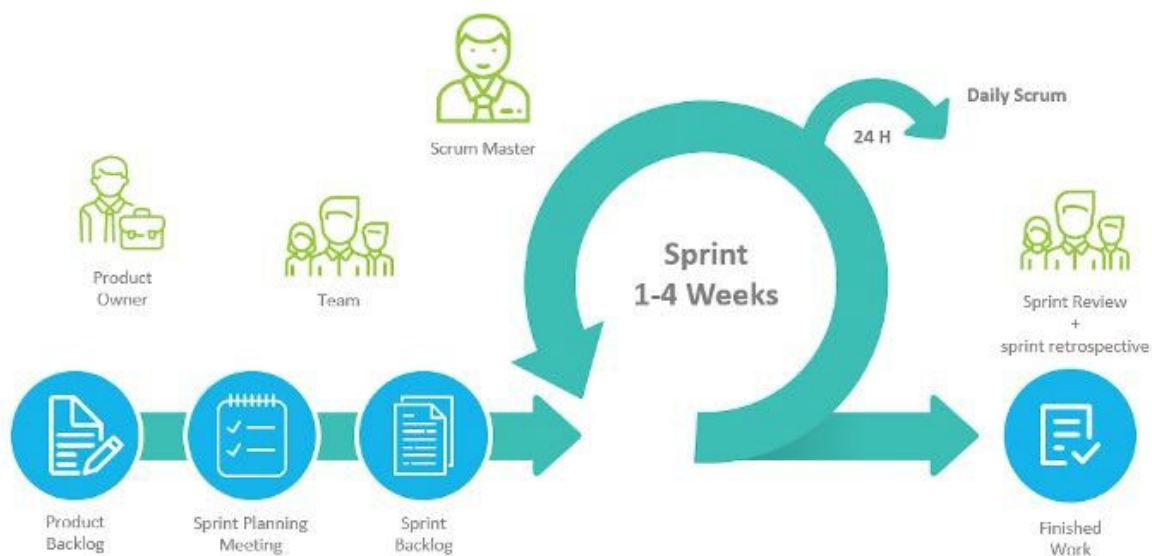 Scrum Master
Daily Scrum
24 H
Product
Owner
Team
Sprint
1-4 Weeks
Sprint Review
+
sprint retrospective
Product
Backlog
Sprint Planning
Meeting
Sprint
Backlog
Finished
Work